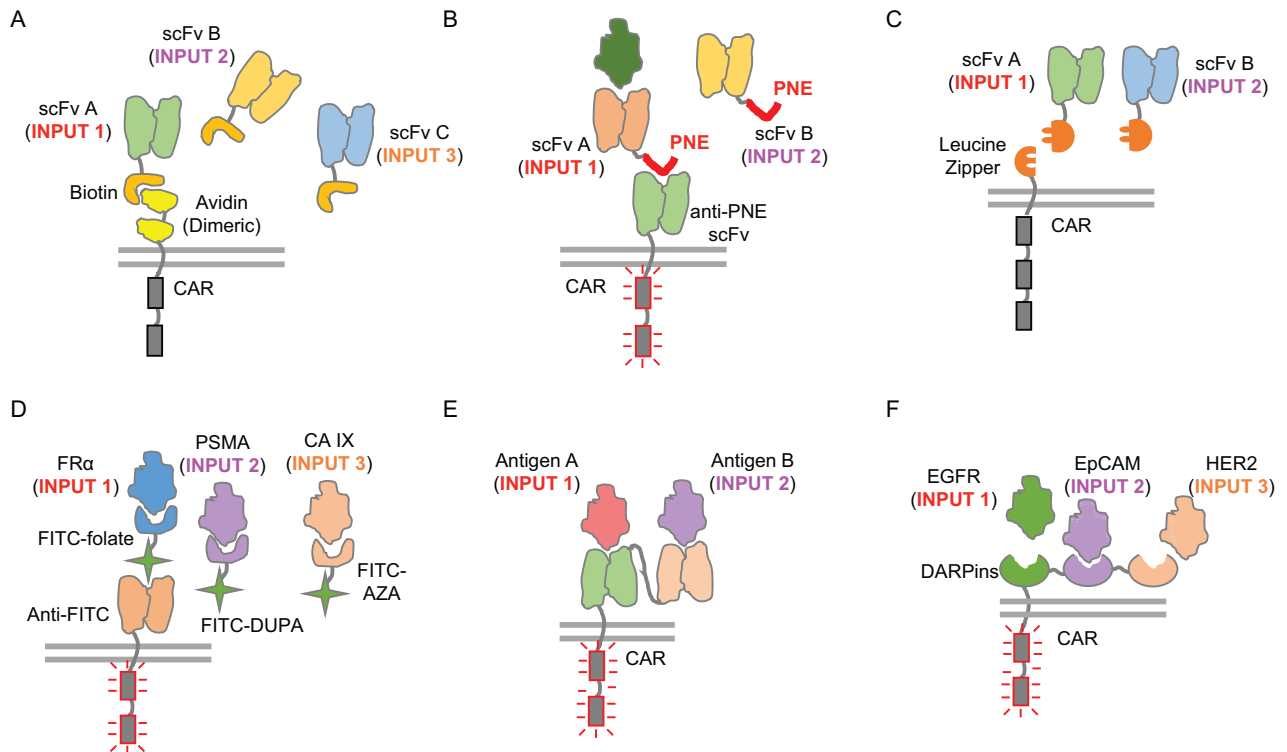 A
scFv B
(INPUT 2)
scFv A
(INPUT 1)
scFv C
(INPUT 3)
Biotin
Avidin
(Dimeric)
CAR
B
PNE
scFv B
(INPUT 2)
scFv A
(INPUT 1)
PNE
anti-PNE
scFv
CAR
C
scFv A
(INPUT 1)
scFv B
(INPUT 2)
Leucine
Zipper
CAR
D
FRα
(INPUT 1)
PSMA
(INPUT 2)
CA IX
(INPUT 3)
FITC-folate
FITC-
AZA
Anti-FITC
FITC-DUPA
E
Antigen A
(INPUT 1)
Antigen B
(INPUT 2)
CAR
F
EGFR
(INPUT 1)
EpCAM
(INPUT 2)
HER2
(INPUT 3)
DARPins
CAR